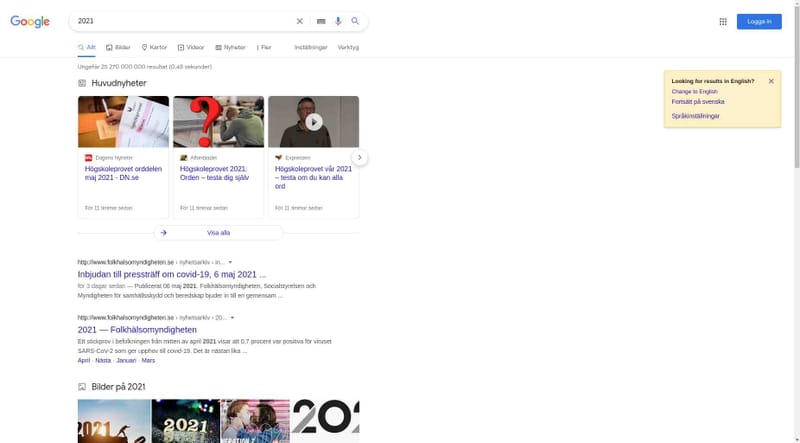 Google
2021
Logga in
Allt
Bilder
Kartor
Videor
Nyheter
Fler
Inställningar
Verktyg
Ungefär 25 270 000 000 resultat (0,48 sekunder)
Looking for results in English?
Change to English
Fortsätt på svenska
Språkinställningar
Huvudnyheter
Dagens Nyheter
Högskoleprovet orddelen
maj 2021 - DN.se
För 11 timmar sedan
Aftonbladet
Högskoleprovet 2021:
Orden – testa dig själv
För 11 timmar sedan
Expressen
Högskoleprovet vår 2021
– testa om du kan alla
ord
För 11 timmar sedan
Visa alla
http://www.folkhalsomyndigheten.se › nyhetsarkiv › in...
Inbjudan till pressträff om covid-19, 6 maj 2021 ...
för 3 dagar sedan — Publicerat 06 maj 2021. Folkhälsomyndigheten, Socialstyrelsen och
Myndigheten för samhällsskydd och beredskap bjuder in till en gemensam ...
http://www.folkhalsomyndigheten.se › nyhetsarkiv › 20...
2021 — Folkhälsomyndigheten
Ett stickprov i befolkningen från mitten av april 2021 visar att 0,7 procent var positiva för viruset
SARS-CoV-2 som ger upphov till covid-19. Det är nästan lika ...
April · Nästa · Januari · Mars
Bilder på 2021
2021
2021